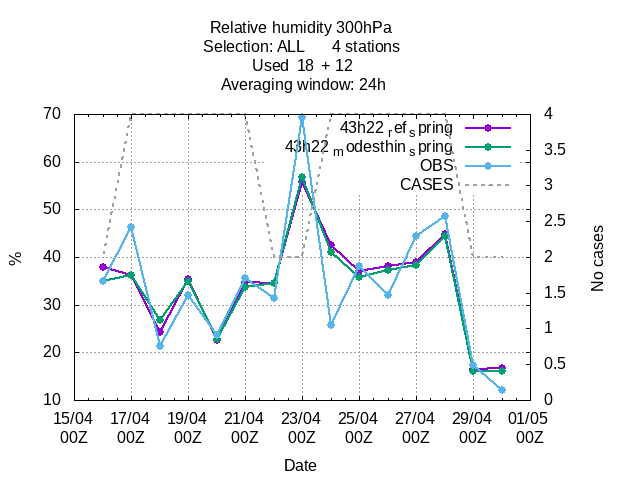 Relative humidity 300hPa
Selection: ALL 4 stations
Used 18 + 12
Averaging window: 24h
43h22 ref spring
43h22 modesthin spring
OBS
CASES
70
60
50
40
30
20
10
4
3.5
3
2.5
2
1.5
1
0.5
0
%
No cases
15/04 17/04 19/04 21/04 23/04 25/04 27/04 29/04 01/05
00Z 00Z 00Z 00Z 00Z 00Z 00Z 00Z 00Z
Date